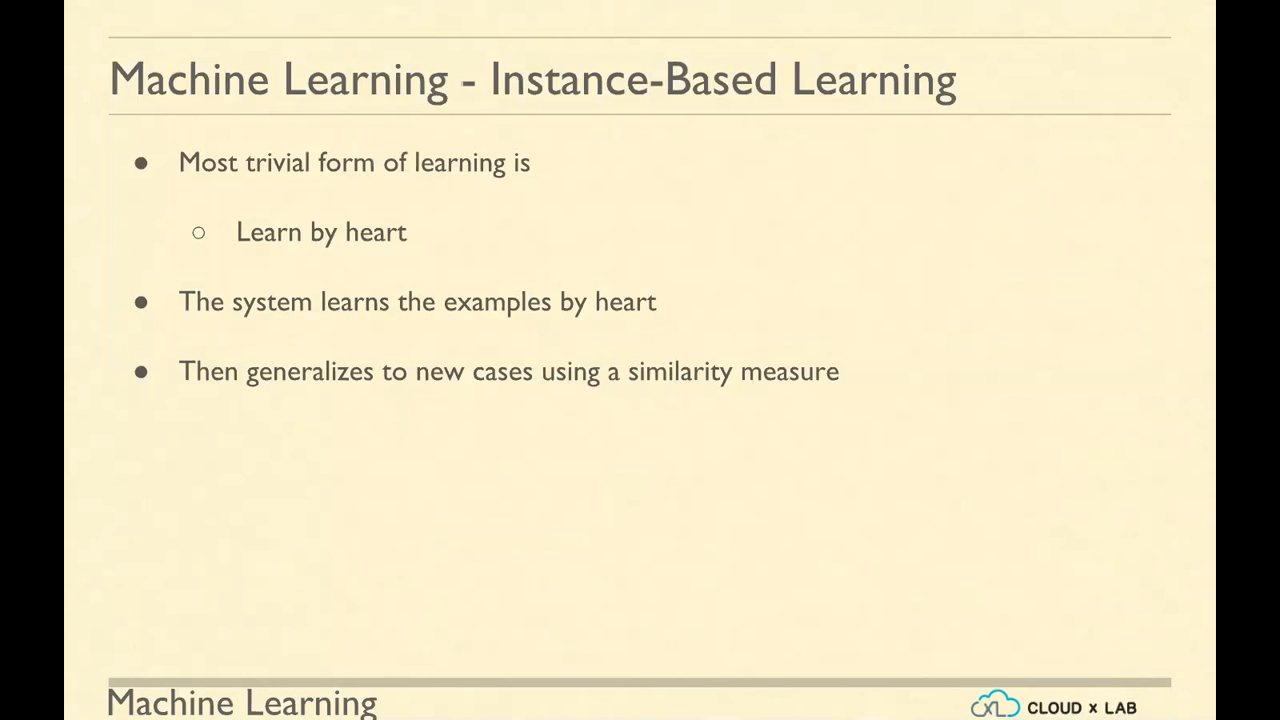 Machine Learning - Instance-Based Learning
● Most trivial form of learning is
○ Learn by heart
● The system learns the examples by heart
● Then generalizes to new cases using a similarity measure
Machine Learning
CLOUD x LAB